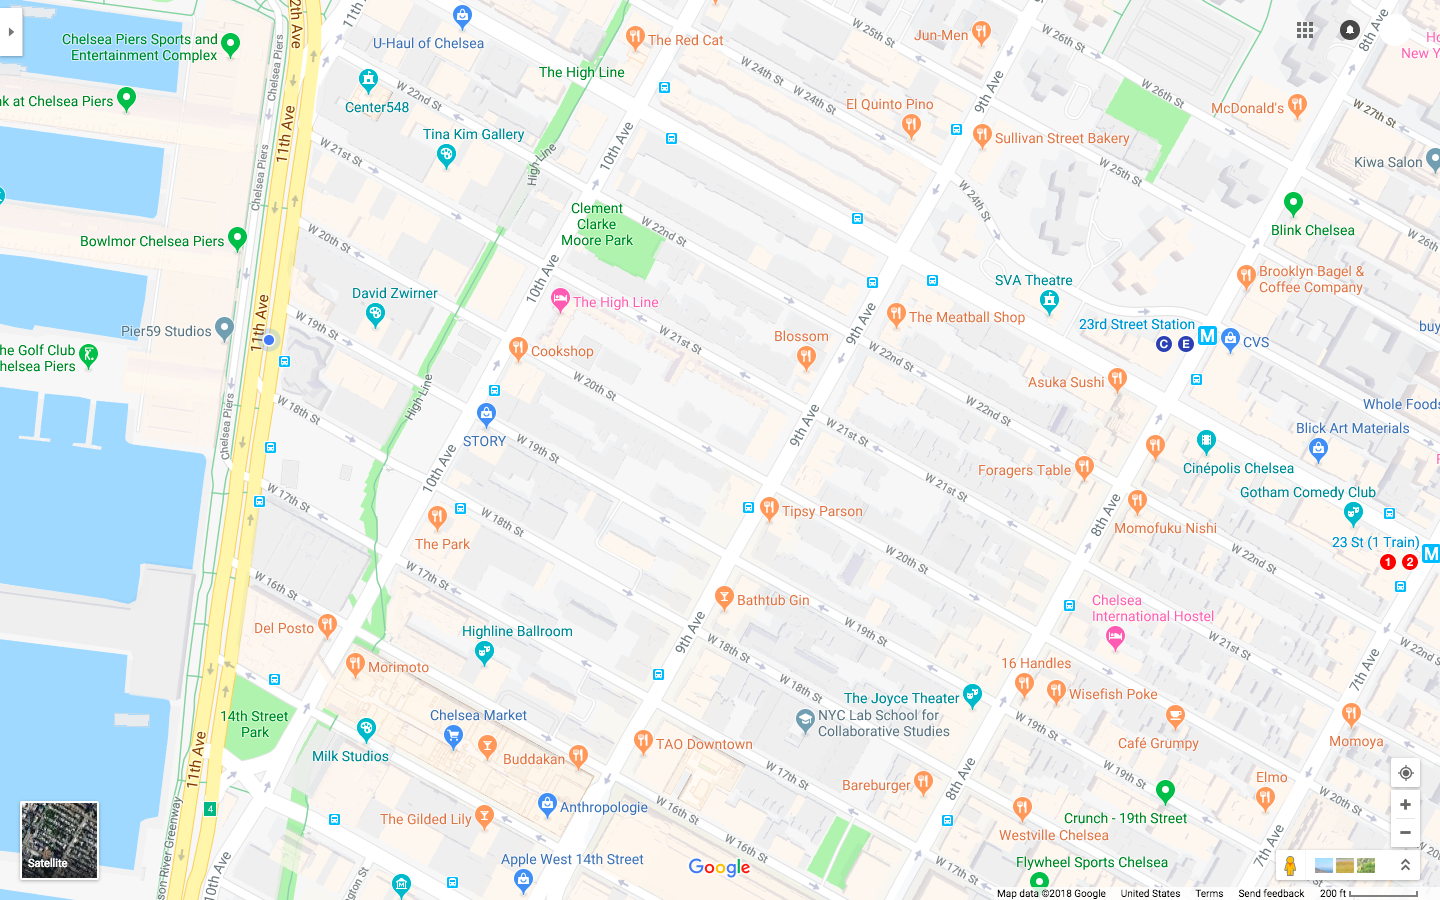 Chelsea Piers Sports and
Entertainment Complex
U-Haul of Chelsea
The Red Cat
Jun-Men
W 26th St
8th Ave
11th Ave
Chelsea Piers
The High Line
Center548
W 22nd St
W 24th St
W 24th St
9th Ave
El Quinto Pino
Sullivan Street Bakery
W 26th St
McDonald's
W 27th St
at Chelsea Piers
11th Ave
Tina Kim Gallery
W 21st St
High Line
10th Ave
Chelsea Piers
W 25th St
Kiwa Salon
W 24th St
Clement
Clarke
Moore Park
W 22nd St
8th Ave
Blink Chelsea
W 26th St
Bowlmor Chelsea Piers
W 20th St
10th Ave
The High Line
SVA Theatre
Brooklyn Bagel &
Coffee Company
David Zwirner
W 19th St
Pier59 Studios
11th Ave
Cookshop
W 21st St
Blossom
9th Ave
The Meatball Shop
23rd Street Station
M
C
E
CVS
W 22nd St
The Golf Club
Chelsea Piers
High Line
W 20th St
Asuka Sushi
W 22nd St
Whole Foods
Blick Art Materials
W 18th St
Chelsea Piers
STORY
W 19th St
9th Ave
W 21st St
Cinépolis Chelsea
10th Ave
Foragers Table
W 21st St
Gotham Comedy Club
W 17th St
The Park
W 18th St
Tipsy Parson
8th Ave
Momofuku Nishi
23 St (1 Train)
M
1
2
W 20th St
W 22nd St
W 16th St
W 17th St
Bathtub Gin
Chelsea
International Hostel
Del Posto
Highline Ballroom
9th Ave
W 19th St
W 18th St
W 21st St
Morimoto
16 Handles
Wisefish Poke
7th Ave
The Joyce Theater
W 18th St
NYC Lab School for
Collaborative Studies
W 19th St
Café Grumpy
Momoya
14th Street
Park
Chelsea Market
Milk Studios
Buddakan
TAO Downtown
W 17th St
Bareburger
8th Ave
Elmo
11th Ave
4
Anthropologie
The Gilded Lily
Westville Chelsea
Crunch - 19th Street
W 20th St
Satellite
W 16th St
W 16th St
7th Ave
10th Ave
Apple West 14th Street
Google
Flywheel Sports Chelsea
Map data ©2018 Google
United States
Terms
Send feedback
200 ft